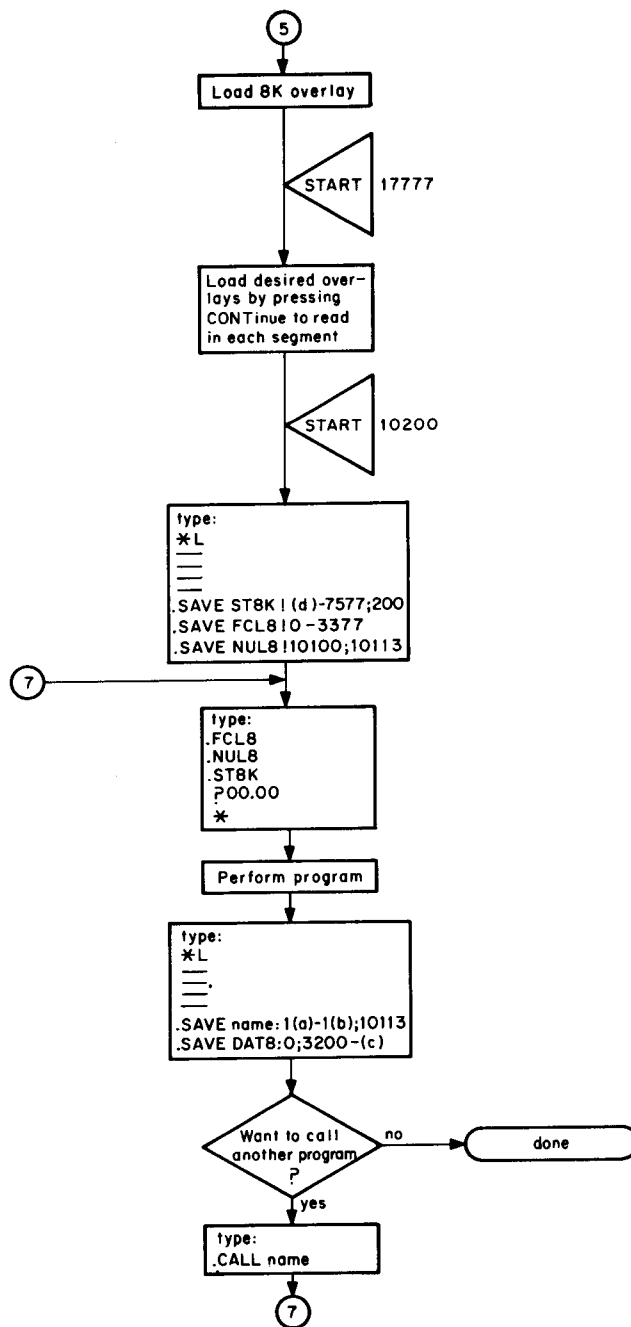 5
Load 8K overlay
START 17777
Load desired over-
lays by pressing
CONTinue to read
in each segment
START 10200
type:
*L
.SAVE ST8K!(d)-7577;200
.SAVE FCL8!0-3377
.SAVE NUL8!10100;10113
7
type:
.FCL8
.NUL8
.ST8K
?00.00
*
Perform program
type:
*L
.SAVE name:1(a)-1(b);10113
.SAVE DAT8:0;3200-(c)
Want to call
another program
?
no
done
yes
type:
.CALL name
7